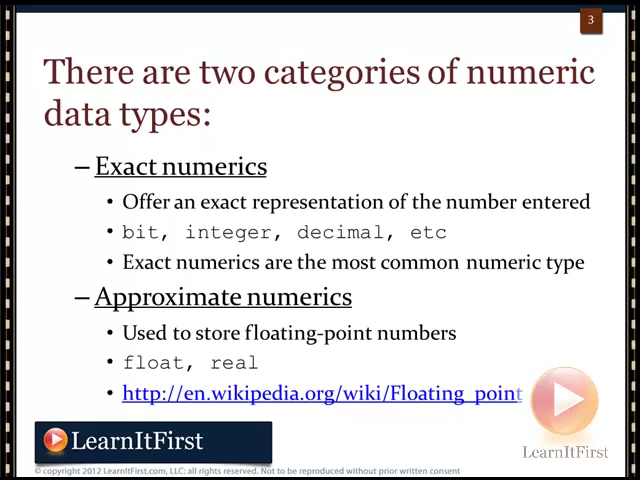 3
There are two categories of numeric
data types:
– Exact numerics
• Offer an exact representation of the number entered
• bit, integer, decimal, etc
• Exact numerics are the most common numeric type
– Approximate numerics
• Used to store floating-point numbers
• float, real
• http://en.wikipedia.org/wiki/Floating_point
LearnItFirst
LearnItFirst
© copyright 2012 LearnItFirst.com, LLC; all rights reserved. Not to be reproduced without prior written consent